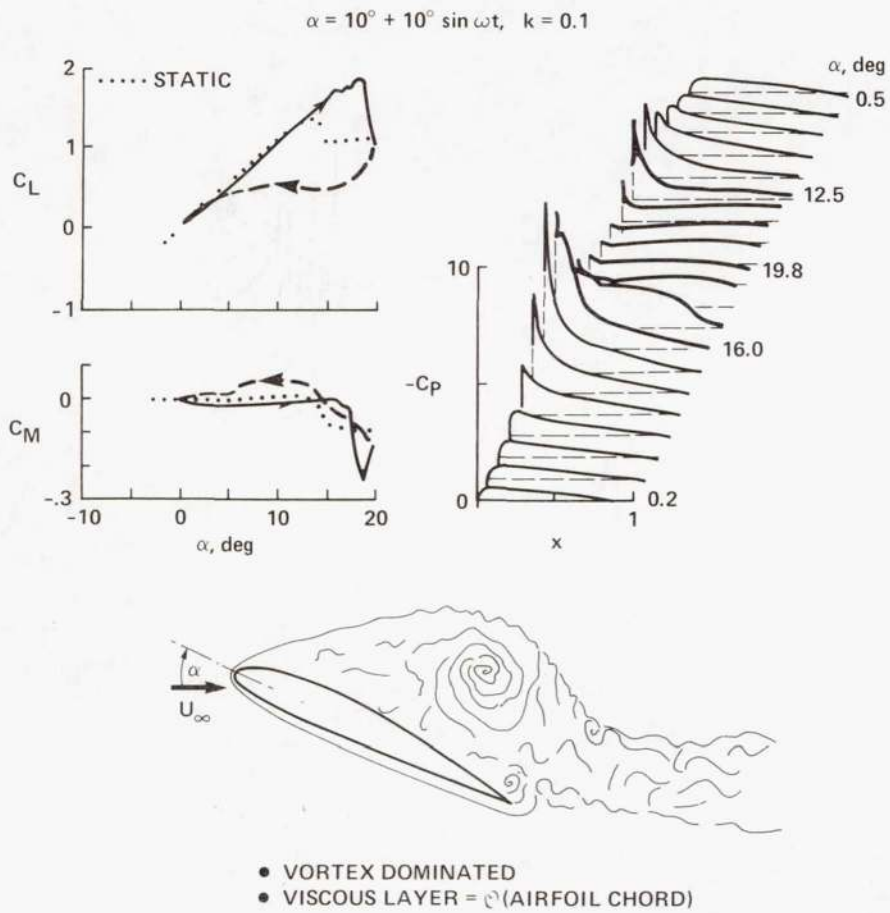 α = 10° + 10° sin ωt, k = 0.1
····· STATIC
2
1
0
-1
C_L
0
-.3
C_M
-10
0
10
20
α, deg
α, deg
0.5
12.5
19.8
16.0
0.2
10
0
-C_P
1
x
α
U_∞
• VORTEX DOMINATED
• VISCOUS LAYER = 𝒪(AIRFOIL CHORD)